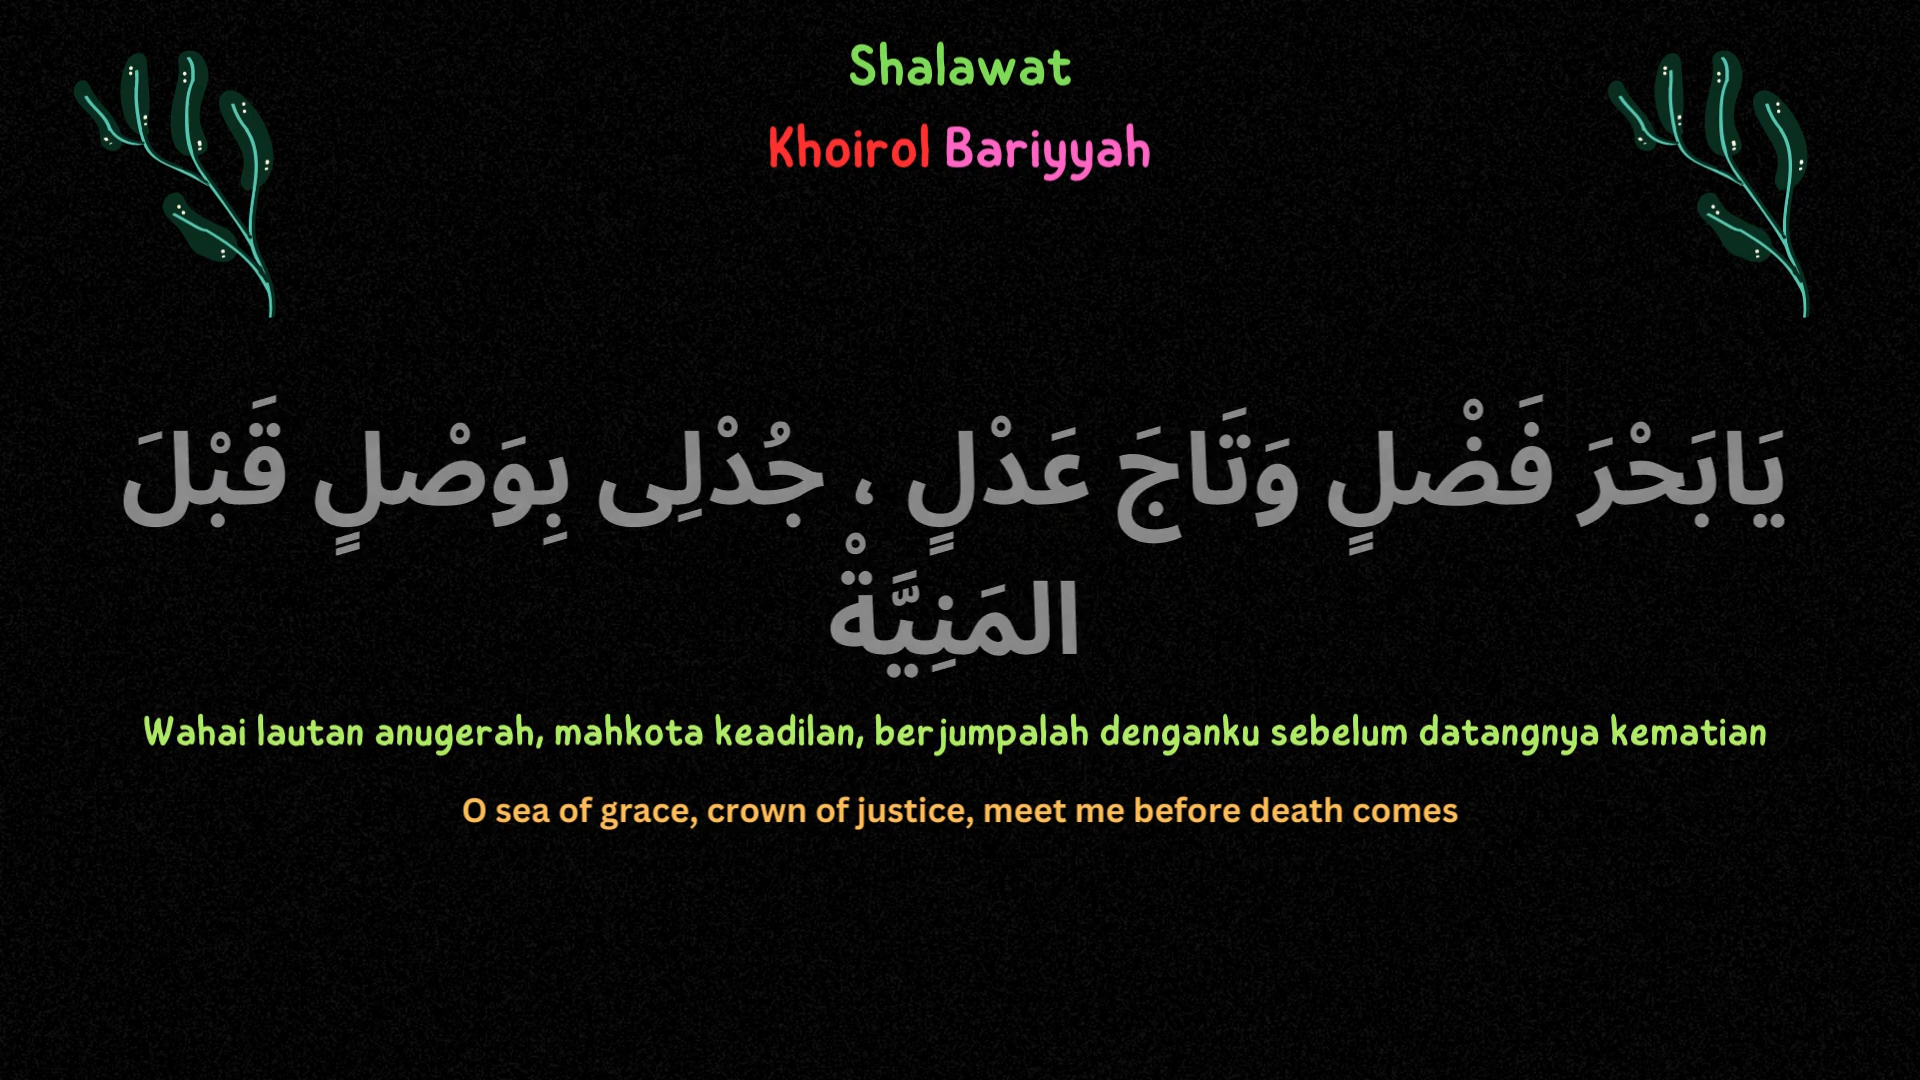 Shalawat
Khoirol Bariyyah
يَابَحْرَ فَضْلٍ وَتَاجَ عَدْلٍ ، جُدْلِى بِوَصْلٍ قَبْلَ
المَنِيَّةْ
Wahai lautan anugerah, mahkota keadilan, berjumpalah denganku sebelum datangnya kematian
O sea of grace, crown of justice, meet me before death comes